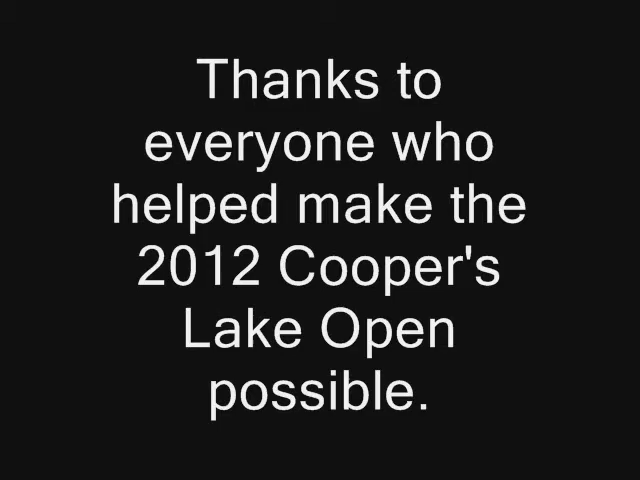 Thanks to
everyone who
helped make the
2012 Cooper's
Lake Open
possible.